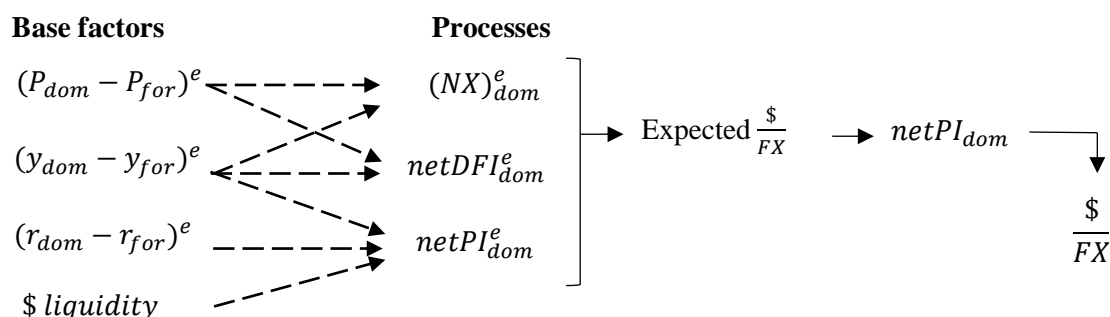 Base factors Processes
(P_dom − P_for)^e (NX)^e_dom
Expected $/FX netPI_dom
(y_dom − y_for)^e netDFI^e_dom
$/FX
(r_dom − r_for)^e netPI^e_dom
$ liquidity